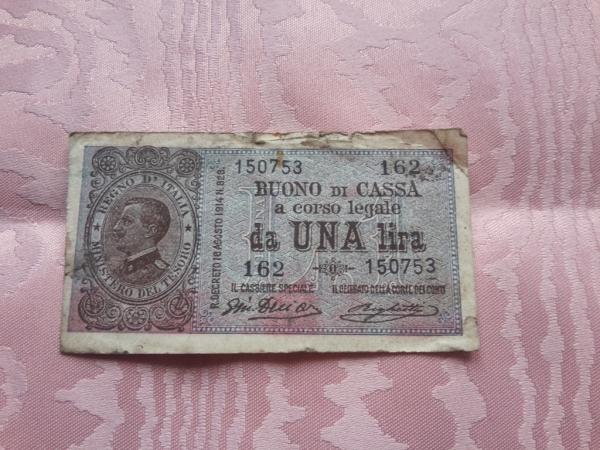 REGNO D'ITALIA
MINISTERO DEL TESORO
R. DECRETO 18 AGOSTO 1914 N. 828.
150753 162
BUONO DI CASSA
a corso legale
da UNA lira
162 150753
IL CASSIERE SPECIALE IL DELEGATO DELLA CORTE DEI CONTI